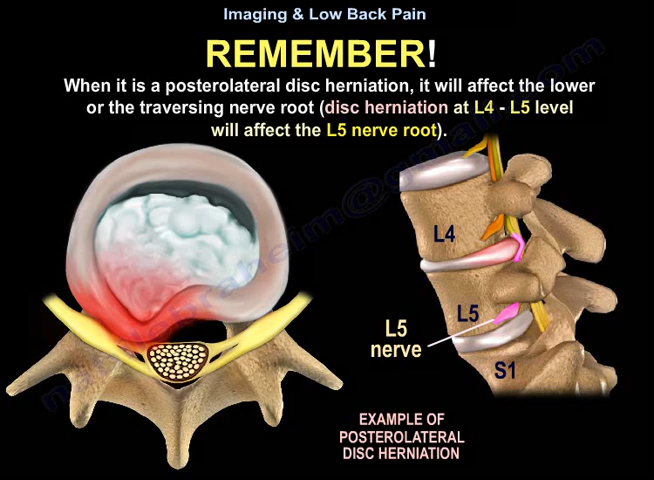 Imaging & Low Back Pain
REMEMBER!
When it is a posterolateral disc herniation, it will affect the lower
or the traversing nerve root (disc herniation at L4 - L5 level
will affect the L5 nerve root).
L4
L5
L5
nerve
S1
EXAMPLE OF
POSTEROLATERAL
DISC HERNIATION